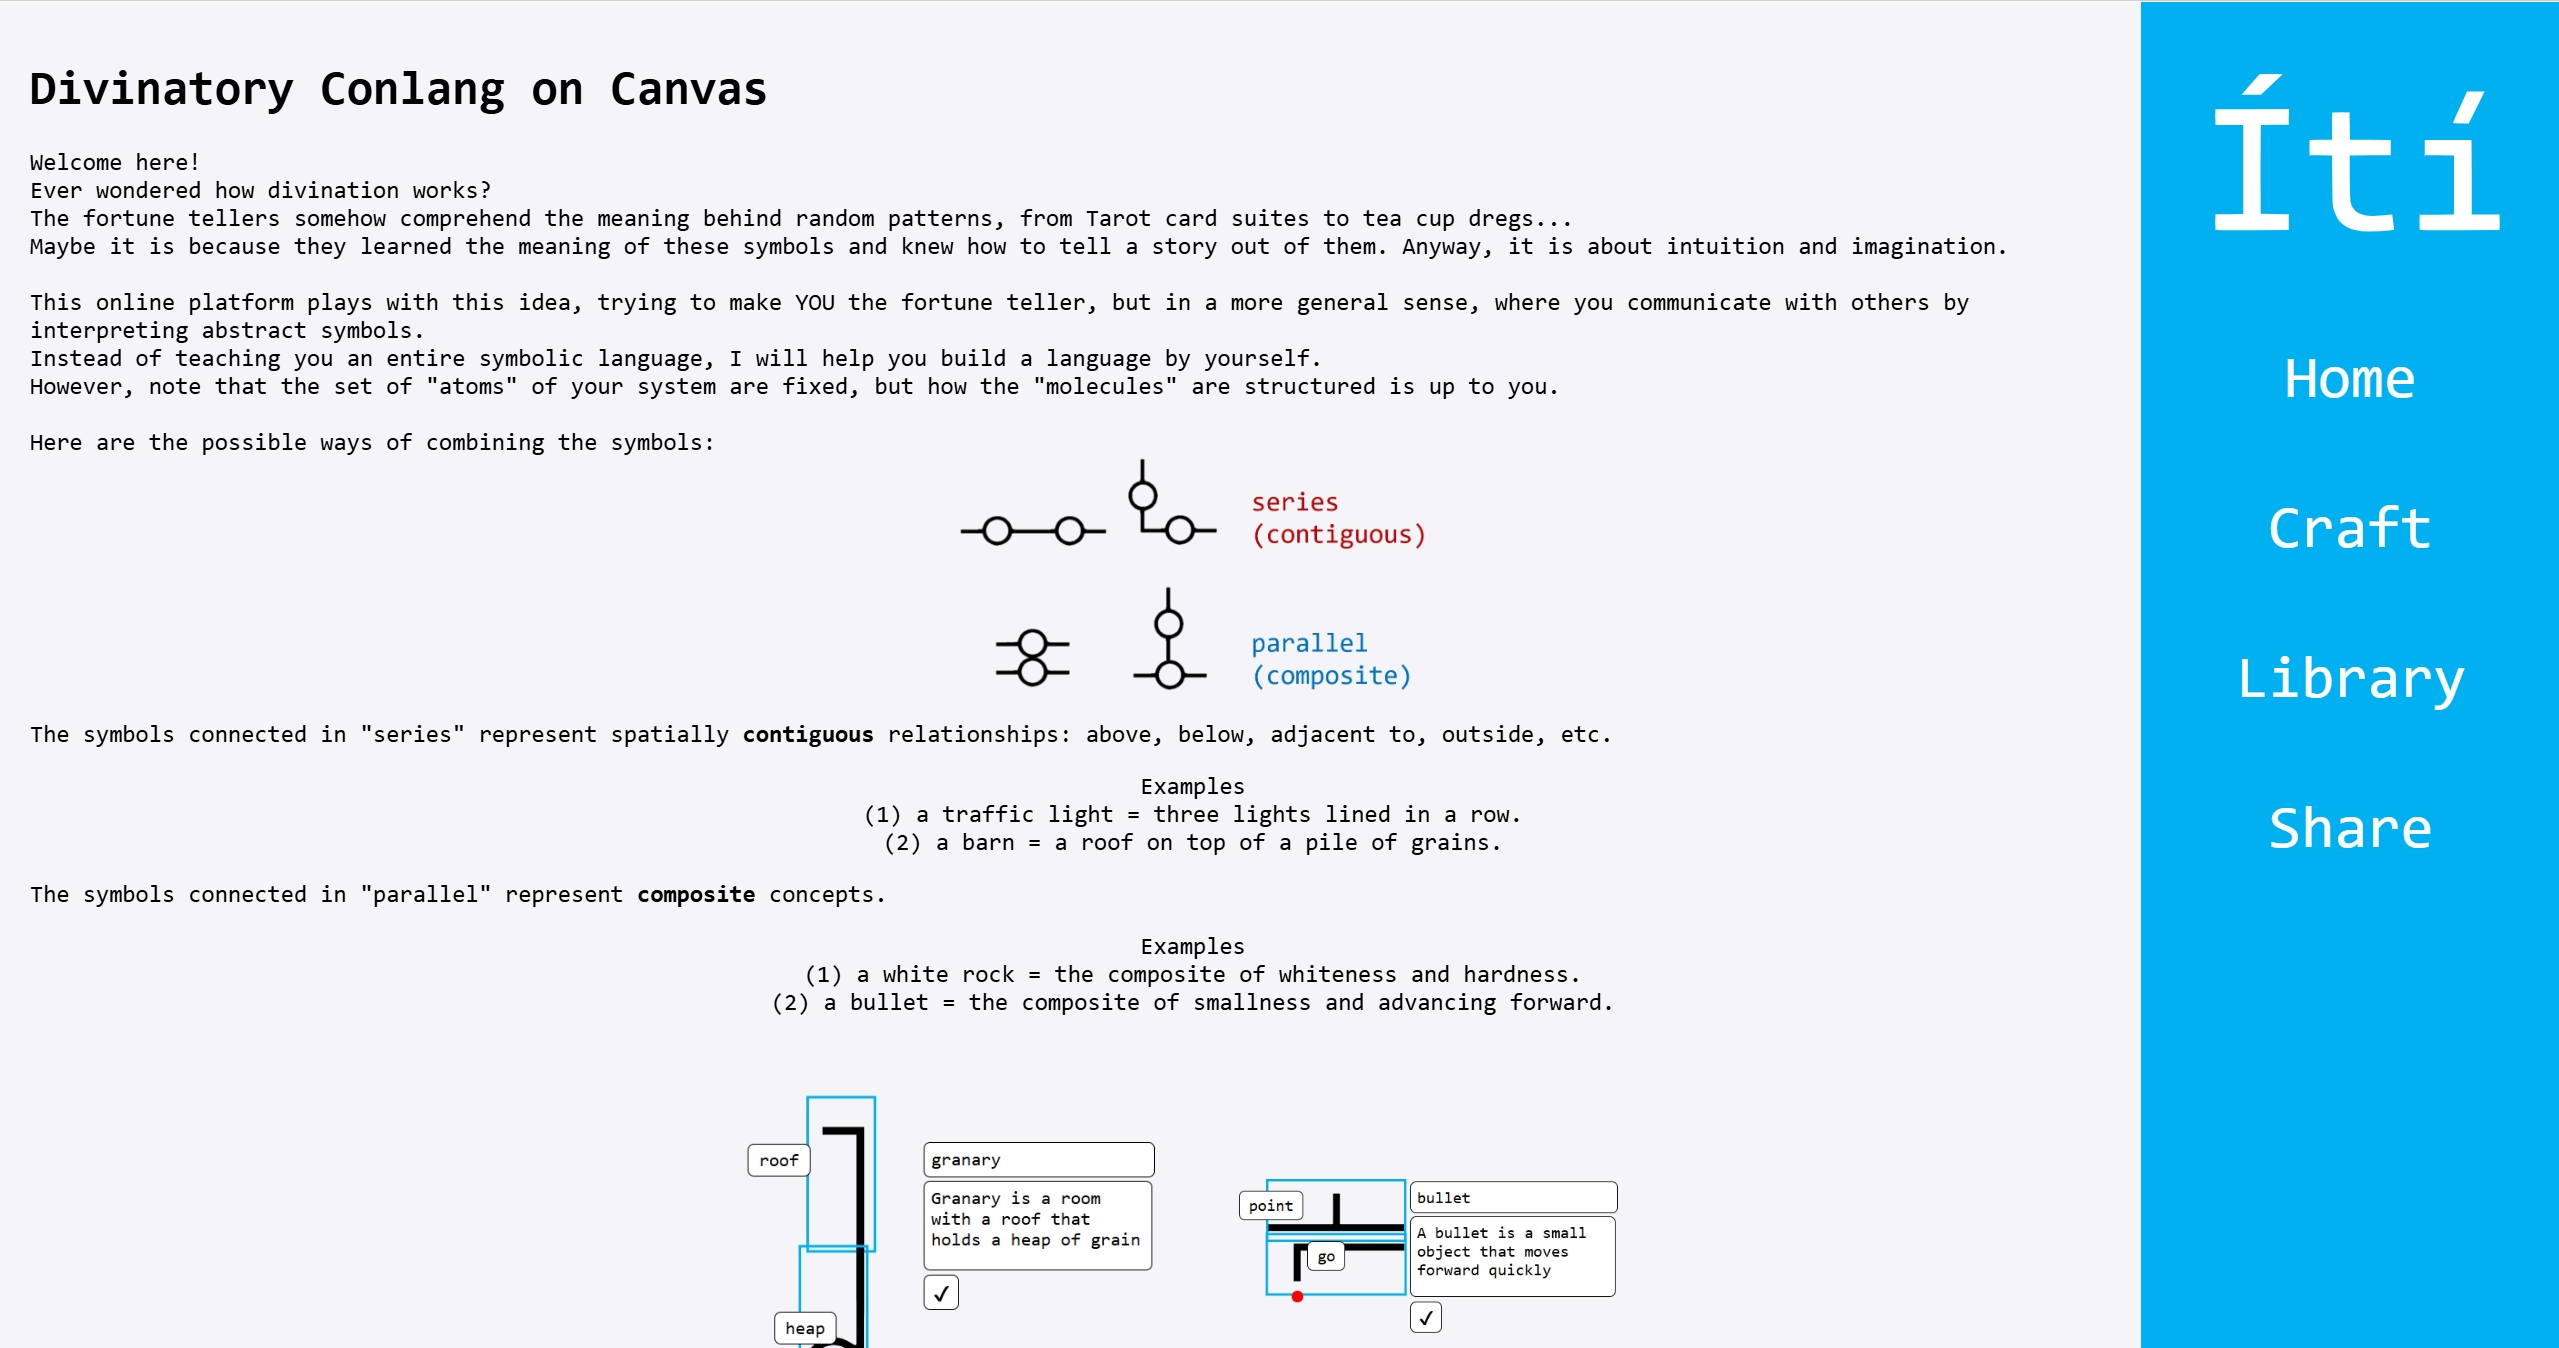 Divinatory Conlang on Canvas
Welcome here!
Ever wondered how divination works?
The fortune tellers somehow comprehend the meaning behind random patterns, from Tarot card suites to tea cup dregs...
Maybe it is because they learned the meaning of these symbols and knew how to tell a story out of them. Anyway, it is about intuition and imagination.
This online platform plays with this idea, trying to make YOU the fortune teller, but in a more general sense, where you communicate with others by
interpreting abstract symbols.
Instead of teaching you an entire symbolic language, I will help you build a language by yourself.
However, note that the set of "atoms" of your system are fixed, but how the "molecules" are structured is up to you.
Here are the possible ways of combining the symbols:
series
(contiguous)
parallel
(composite)
The symbols connected in "series" represent spatially contiguous relationships: above, below, adjacent to, outside, etc.
Examples
(1) a traffic light = three lights lined in a row.
(2) a barn = a roof on top of a pile of grains.
The symbols connected in "parallel" represent composite concepts.
Examples
(1) a white rock = the composite of whiteness and hardness.
(2) a bullet = the composite of smallness and advancing forward.
roof
heap
granary
Granary is a room
with a roof that
holds a heap of grain
✓
point
go
bullet
A bullet is a small
object that moves
forward quickly
✓
Ítí
Home
Craft
Library
Share